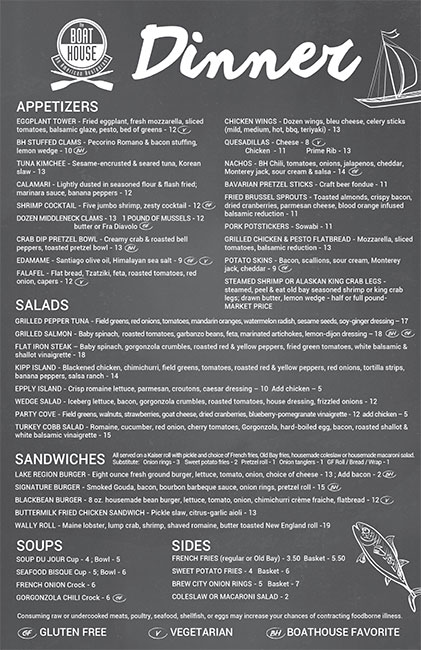 the
BOAT
HOUSE
An American Restaurant
Dinner
APPETIZERS
EGGPLANT TOWER - Fried eggplant, fresh mozzarella, sliced
tomatoes, balsamic glaze, pesto, bed of greens - 12 V
BH STUFFED CLAMS - Pecorino Romano & bacon stuffing,
lemon wedge - 10 BH
TUNA KIMCHEE - Sesame-encrusted & seared tuna, Korean
slaw - 13
CALAMARI - Lightly dusted in seasoned flour & flash fried;
marinara sauce, banana peppers - 12
SHRIMP COCKTAIL - Five jumbo shrimp, zesty cocktail - 12 GF
DOZEN MIDDLENECK CLAMS - 13 1 POUND OF MUSSELS - 12
butter or Fra Diavolo GF
CRAB DIP PRETZEL BOWL - Creamy crab & roasted bell
peppers, toasted pretzel bowl - 13 BH
EDAMAME - Santiago olive oil, Himalayan sea salt - 9 GF V
FALAFEL - Flat bread, Tzatziki, feta, roasted tomatoes, red
onion, capers - 12 V
CHICKEN WINGS - Dozen wings, bleu cheese, celery sticks
(mild, medium, hot, bbq, teriyaki) - 13
QUESADILLAS - Cheese - 8 V
Chicken - 11 Prime Rib - 13
NACHOS - BH Chili, tomatoes, onions, jalapenos, cheddar,
Monterey jack, sour cream & salsa - 14 GF
BAVARIAN PRETZEL STICKS - Craft beer fondue - 11
FRIED BRUSSEL SPROUTS - Toasted almonds, crispy bacon,
dried cranberries, parmesan cheese, blood orange infused
balsamic reduction - 11
PORK POTSTICKERS - Sowabi - 11
GRILLED CHICKEN & PESTO FLATBREAD - Mozzarella, sliced
tomatoes, balsamic reduction - 13
POTATO SKINS - Bacon, scallions, sour cream, Monterey
jack, cheddar - 9 GF
STEAMED SHRIMP OR ALASKAN KING CRAB LEGS -
steamed, peel & eat old bay seasoned shrimp or king crab
legs; drawn butter, lemon wedge - half or full pound-
MARKET PRICE
SALADS
GRILLED PEPPER TUNA - Field greens, red onions, tomatoes, mandarin oranges, watermelon radish, sesame seeds, soy-ginger dressing – 17
GRILLED SALMON - Baby spinach, roasted tomatoes, garbanzo beans, feta, marinated artichokes, lemon-dijon dressing – 18 BH GF
FLAT IRON STEAK – Baby spinach, gorgonzola crumbles, roasted red & yellow peppers, fried green tomatoes, white balsamic &
shallot vinaigrette - 18
KIPP ISLAND - Blackened chicken, chimichurri, field greens, tomatoes, roasted red & yellow peppers, red onions, tortilla strips,
banana peppers, salsa ranch - 14
EPPLY ISLAND - Crisp romaine lettuce, parmesan, croutons, caesar dressing – 10 Add chicken – 5
WEDGE SALAD - Iceberg lettuce, bacon, gorgonzola crumbles, roasted tomatoes, house dressing, frizzled onions - 12
PARTY COVE - Field greens, walnuts, strawberries, goat cheese, dried cranberries, blueberry-pomegranate vinaigrette - 12 add chicken – 5
TURKEY COBB SALAD - Romaine, cucumber, red onion, cherry tomatoes, Gorgonzola, hard-boiled egg, bacon, roasted shallot &
white balsamic vinaigrette - 15
SANDWICHES
All served on a Kaiser roll with pickle and choice of French fries, Old Bay fries, housemade coleslaw or housemade macaroni salad.
Substitute: Onion rings - 3 Sweet potato fries - 2 Pretzel roll - 1 Onion tanglers - 1 GF Roll / Bread / Wrap - 1
LAKE REGION BURGER - Eight ounce fresh ground burger, lettuce, tomato, onion, choice of cheese - 13 ; Add bacon - 2 BH
SIGNATURE BURGER - Smoked Gouda, bacon, bourbon barbeque sauce, onion rings, pretzel roll - 15 BH
BLACKBEAN BURGER - 8 oz. housemade bean burger, lettuce, tomato, onion, chimichurri crème fraiche, flatbread - 12 V
BUTTERMILK FRIED CHICKEN SANDWICH - Pickle slaw, citrus-garlic aioli - 13
WALLY ROLL - Maine lobster, lump crab, shrimp, shaved romaine, butter toasted New England roll -19
SOUPS
SOUP DU JOUR Cup - 4 ; Bowl - 5
SEAFOOD BISQUE Cup - 5; Bowl - 6
FRENCH ONION Crock - 6
GORGONZOLA CHILI Crock - 6 GF
SIDES
FRENCH FRIES (regular or Old Bay) - 3.50 Basket - 5.50
SWEET POTATO FRIES - 4 Basket - 6
BREW CITY ONION RINGS - 5 Basket - 7
COLESLAW OR MACARONI SALAD - 2
Consuming raw or undercooked meats, poultry, seafood, shellfish, or eggs may increase your chances of contracting foodborne illness.
GF GLUTEN FREE V VEGETARIAN BH BOATHOUSE FAVORITE